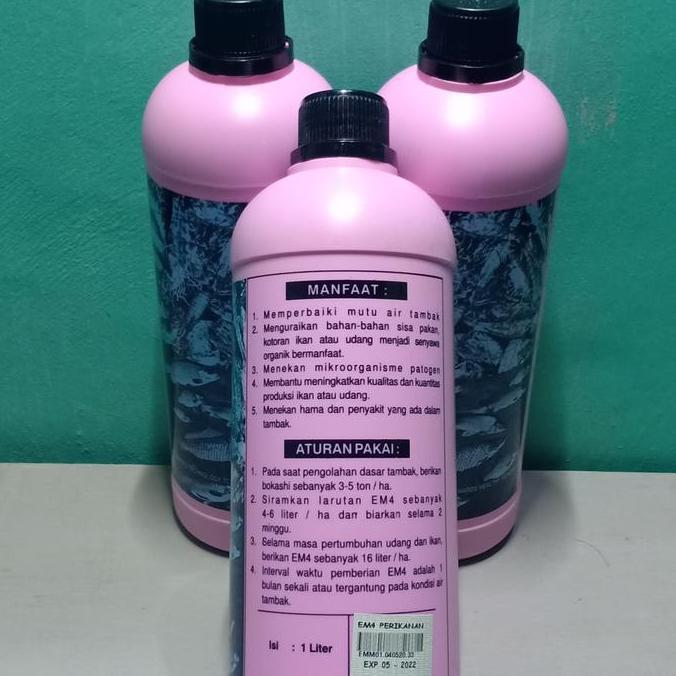 MANFAAT :
1. Memperbaiki mutu air tambak
2. Menguraikan bahan-bahan sisa pakan,
kotoran ikan atau udang menjadi senyawa
organik bermanfaat.
3. Menekan mikroorganisme patogen
4. Membantu meningkatkan kualitas dan kuantitas
produksi ikan atau udang.
5. Menekan hama dan penyakit yang ada dalam
tambak.
ATURAN PAKAI :
1. Pada saat pengolahan dasar tambak, berikan
bokashi sebanyak 3-5 ton / ha.
2. Siramkan larutan EM4 sebanyak
4-6 liter / ha dan biarkan selama 2
minggu.
3. Selama masa pertumbuhan udang dan ikan,
berikan EM4 sebanyak 16 liter / ha.
4. Interval waktu pemberian EM4 adalah 1
bulan sekali atau tergantung pada kondisi air
tambak.
Isi : 1 Liter
EM4 PERIKANAN
EMM01.040520.33
EXP 05 - 2022